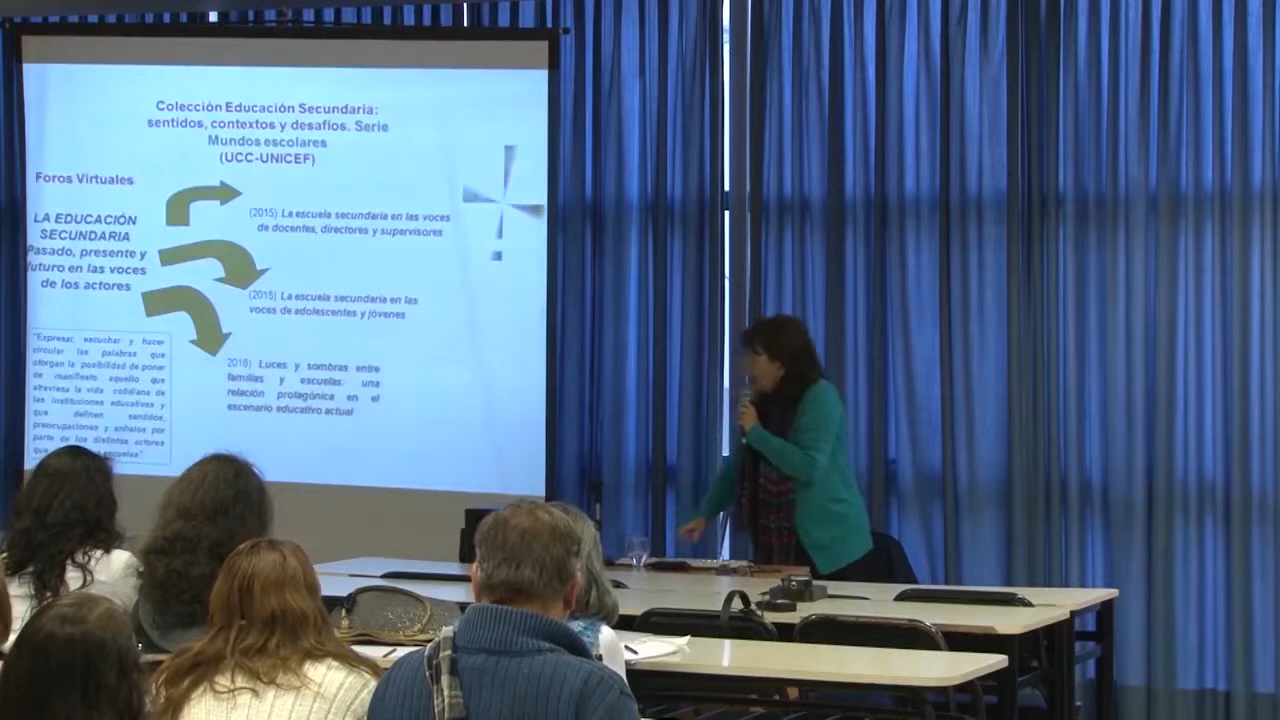 Colección Educación Secundaria:
sentidos, contextos y desafíos. Serie
Mundos escolares
(UCC-UNICEF)
Foros Virtuales
LA EDUCACIÓN
SECUNDARIA
Pasado, presente y
futuro en las voces
de los actores
(2015) La escuela secundaria en las voces
de docentes, directores y supervisores
(2015) La escuela secundaria en las
voces de adolescentes y jóvenes
2016) Luces y sombras entre
familias y escuelas: una
relación protagónica en el
escenario educativo actual
"Expresar, escuchar y hacer
circular las palabras que
otorgan la posibilidad de poner
de manifiesto aquello que
atraviesa la vida cotidiana de
las instituciones educativas y
que definen sentidos,
preocupaciones y anhelos por
parte de los distintos actores
que escuelas"